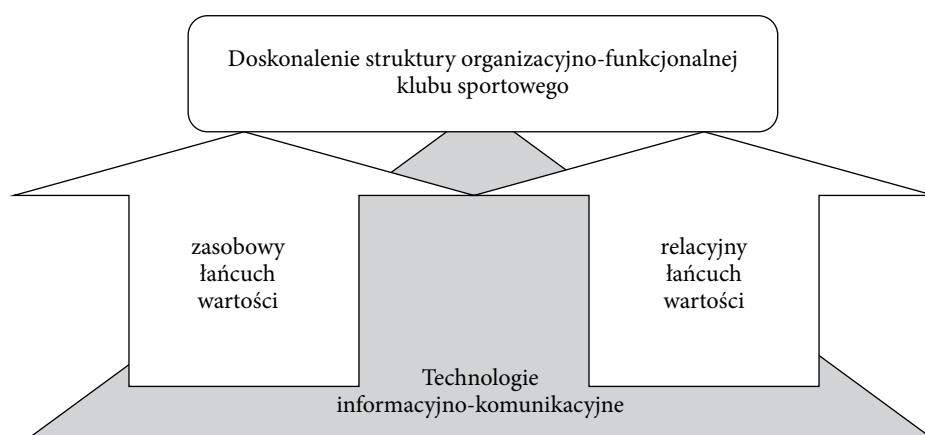 Doskonalenie struktury organizacyjno-funkcjonalnej
klubu sportowego
zasobowy
łańcuch
wartości
relacyjny
łańcuch
wartości
Technologie
informacyjno-komunikacyjne